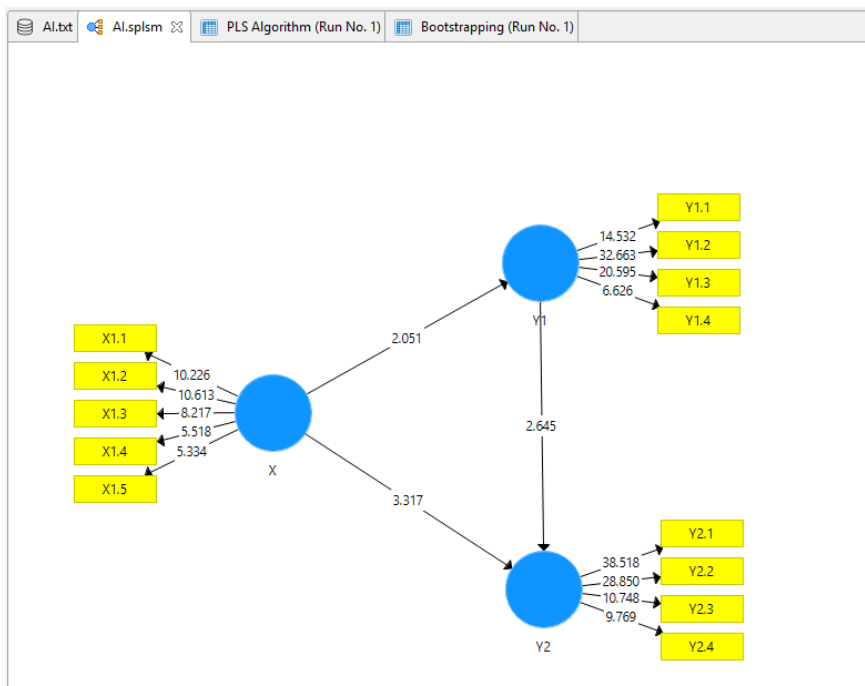 AI.txt
AI.splsm
PLS Algorithm (Run No. 1)
Bootstrapping (Run No. 1)
Y1.1
14.532
Y1.2
32.663
20.595
Y1.3
6.626
Y1.4
Y1
X1.1
2.051
10.226
X1.2
10.613
X1.3
8.217
5.518
X1.4
5.334
X1.5
X
2.645
3.317
Y2.1
38.518
Y2.2
28.850
10.748
Y2.3
9.769
Y2.4
Y2